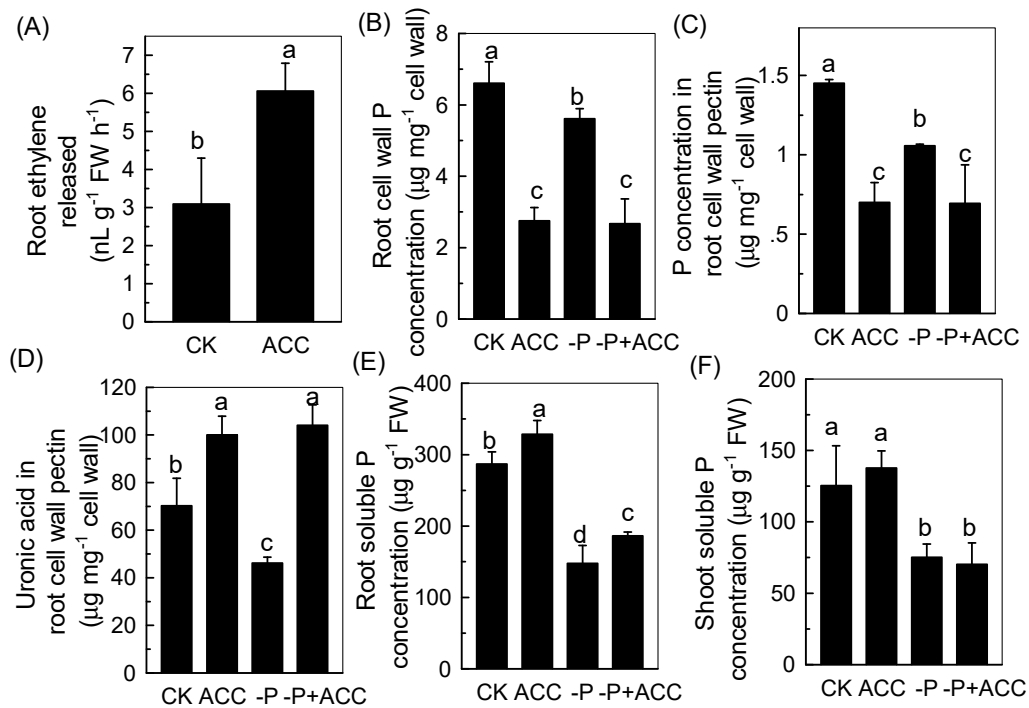 (A)
Root ethylene
released
(nL g⁻¹ FW h⁻¹)
7
6
5
4
3
2
1
0
b
a
CK ACC
(B)
Root cell wall P
concentration (µg mg⁻¹ cell wall)
8
6
4
2
0
a
c
b
c
CK ACC -P -P+ACC
(C)
P concentration in
root cell wall pectin
(µg mg⁻¹ cell wall)
1.5
1
.5
0
a
c
b
c
CK ACC -P -P+ACC
(D)
Uronic acid in
root cell wall pectin
(µg mg⁻¹ cell wall)
120
100
80
60
40
20
0
b
a
c
a
CK ACC -P -P+ACC
(E)
Root soluble P
concentration (µg g⁻¹ FW)
400
300
200
100
0
b
a
d
c
CK ACC -P -P+ACC
(F)
Shoot soluble P
concentration (µg g⁻¹ FW)
200
150
100
50
0
a
a
b
b
CK ACC -P -P+ACC